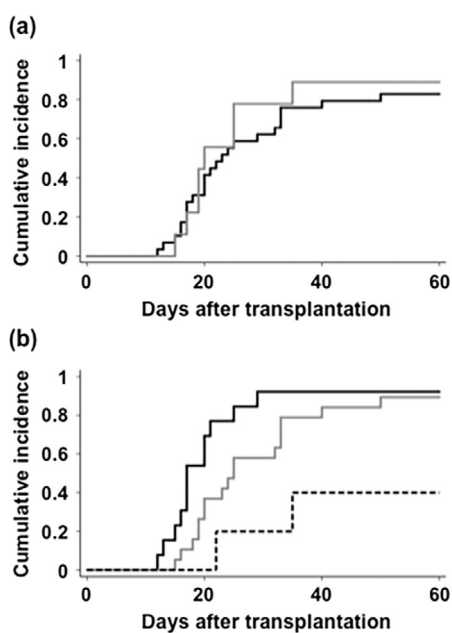 (a)
Cumulative incidence
1
0.8
0.6
0.4
0.2
0
0 20 40 60
Days after transplantation
(b)
Cumulative incidence
1
0.8
0.6
0.4
0.2
0
0 20 40 60
Days after transplantation